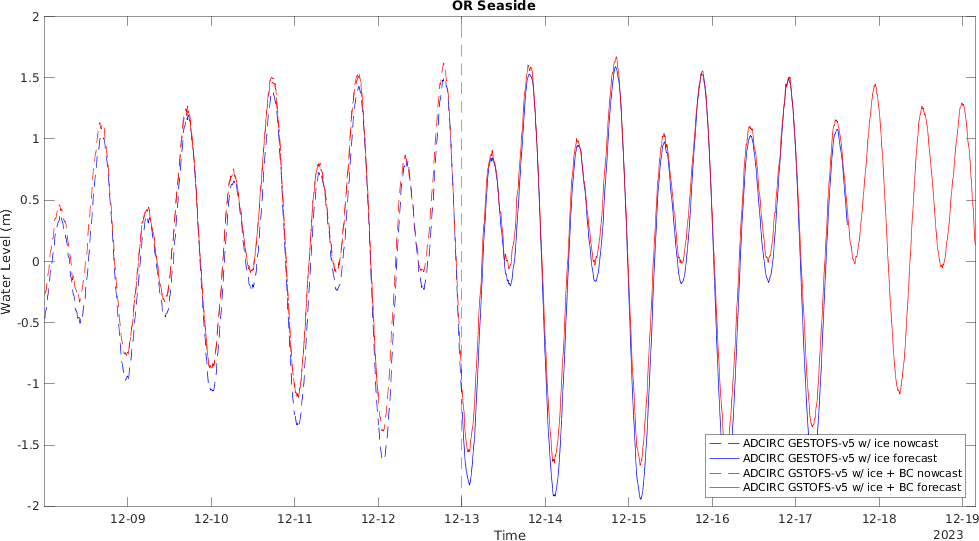 OR Seaside
2
1.5
1
0.5
0
-0.5
-1
-1.5
-2
Water Level (m)
12-09 12-10 12-11 12-12 12-13 12-14 12-15 12-16 12-17 12-18 12-19
2023
Time
ADCIRC GESTOFS-v5 w/ ice nowcast
ADCIRC GESTOFS-v5 w/ ice forecast
ADCIRC GSTOFS-v5 w/ ice + BC nowcast
ADCIRC GSTOFS-v5 w/ ice + BC forecast